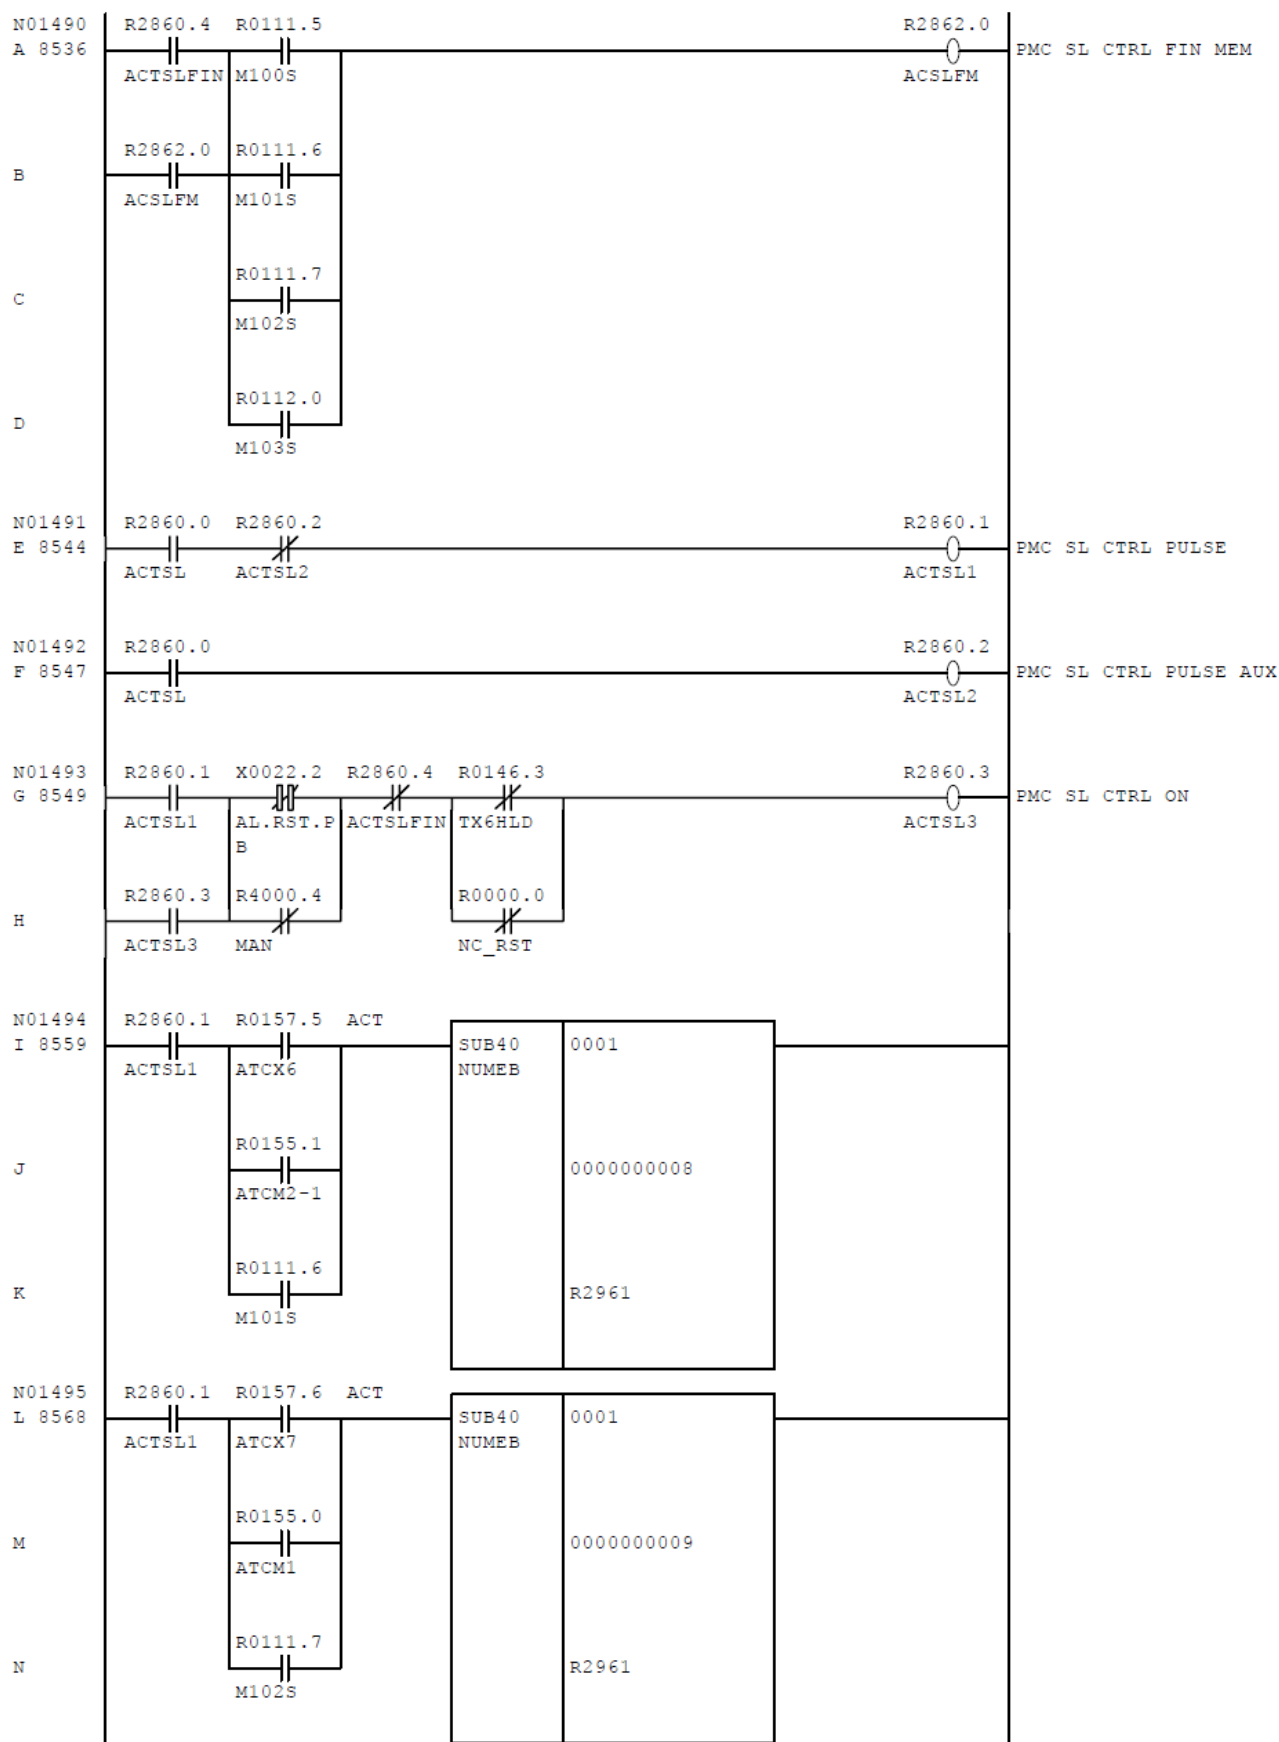 N01490 R2860.4 R0111.5 R2862.0
A 8536 PMC SL CTRL FIN MEM
ACTSLFIN M100S ACSLFM
R2862.0 R0111.6
B
ACSLFM M101S
R0111.7
C
M102S
R0112.0
D
M103S
N01491 R2860.0 R2860.2 R2860.1
E 8544 PMC SL CTRL PULSE
ACTSL ACTSL2 ACTSL1
N01492 R2860.0 R2860.2
F 8547 PMC SL CTRL PULSE AUX
ACTSL ACTSL2
N01493 R2860.1 X0022.2 R2860.4 R0146.3 R2860.3
G 8549 PMC SL CTRL ON
ACTSL1 AL.RST.P ACTSLFIN TX6HLD ACTSL3
B
R2860.3 R4000.4 R0000.0
H
ACTSL3 MAN NC_RST
N01494 R2860.1 R0157.5 ACT
I 8559 SUB40 0001
ACTSL1 ATCX6 NUMEB
R0155.1
J 0000000008
ATCM2-1
R0111.6
K R2961
M101S
N01495 R2860.1 R0157.6 ACT
L 8568 SUB40 0001
ACTSL1 ATCX7 NUMEB
R0155.0
M 0000000009
ATCM1
R0111.7
N R2961
M102S